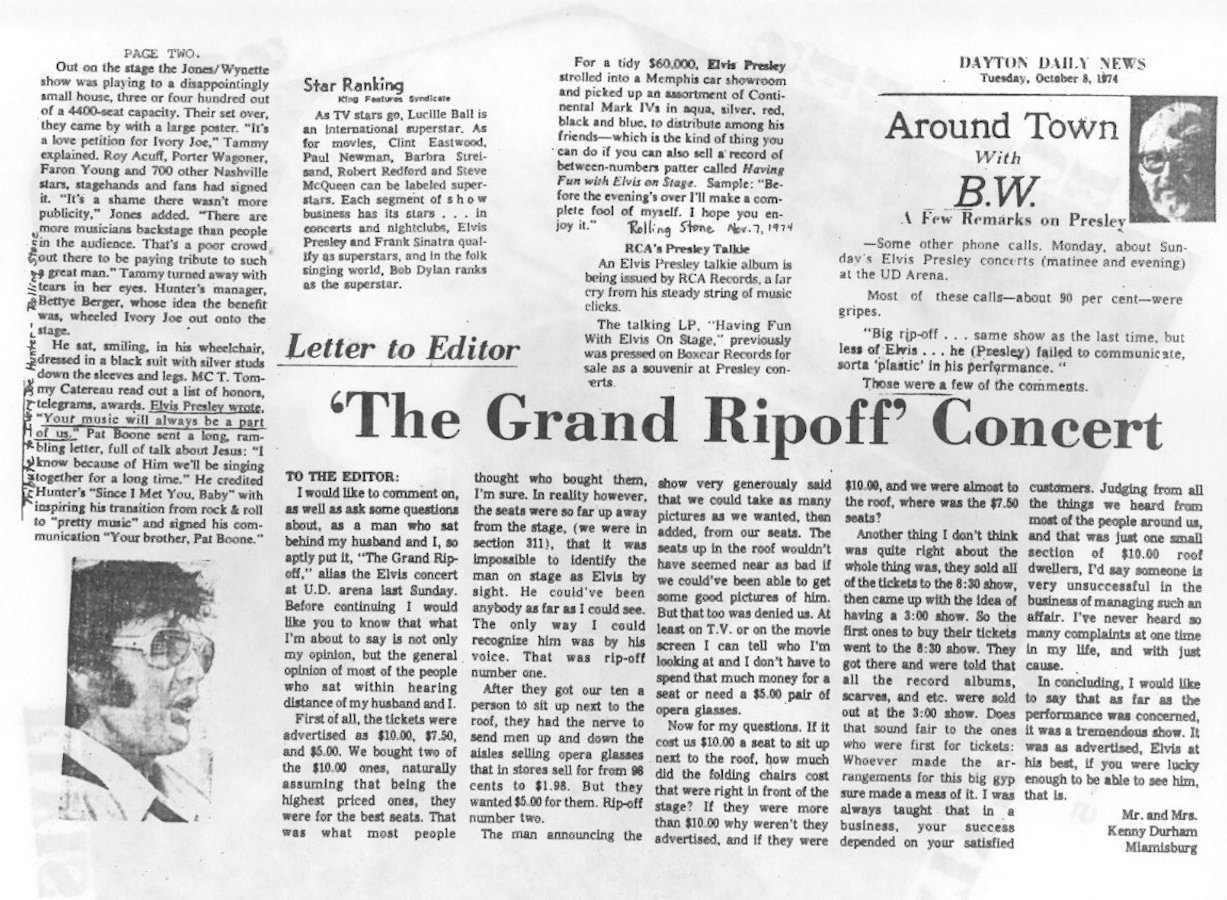 PAGE TWO.
Out on the stage the Jones/Wynette
show was playing to a disappointingly
small house, three or four hundred out
of a 4400-seat capacity. Their set over,
they came by with a large poster. "It's
a love petition for Ivory Joe," Tammy
explained. Roy Acuff, Porter Wagoner,
Faron Young and 700 other Nashville
stars, stagehands and fans had signed
it. "It's a shame there wasn't more
publicity," Jones added. "There are
more musicians backstage than people
in the audience. That's a poor crowd
out there to be paying tribute to such
a great man." Tammy turned away with
tears in her eyes. Hunter's manager,
Bettye Berger, whose idea the benefit
was, wheeled Ivory Joe out onto the
stage.
He sat, smiling, in his wheelchair,
dressed in a black suit with silver studs
down the sleeves and legs. MC T. Tom-
my Catereau read out a list of honors,
telegrams, awards. Elvis Presley wrote,
"Your music will always be a part
of us." Pat Boone sent a long, ram-
bling letter, full of talk about Jesus: "I
know because of Him we'll be singing
together for a long time." He credited
Hunter's "Since I Met You, Baby" with
inspiring his transition from rock & roll
to "pretty music" and signed his com-
munication "Your brother, Pat Boone."
Tribute to Ivory Joe Hunter - Rolling Stone
Star Ranking
King Features Syndicate
As TV stars go, Lucille Ball is
an international superstar. As
for movies, Clint Eastwood,
Paul Newman, Barbra Strei-
sand, Robert Redford and Steve
McQueen can be labeled super-
stars. Each segment of show
business has its stars . . . in
concerts and nightclubs, Elvis
Presley and Frank Sinatra qual-
ify as superstars, and in the folk
singing world, Bob Dylan ranks
as the superstar.
For a tidy $60,000, Elvis Presley
strolled into a Memphis car showroom
and picked up an assortment of Conti-
nental Mark IVs in aqua, silver, red,
black and blue, to distribute among his
friends—which is the kind of thing you
can do if you can also sell a record of
between-numbers patter called Having
Fun with Elvis on Stage. Sample: "Be-
fore the evening's over I'll make a com-
plete fool of myself. I hope you en-
joy it."
Rolling Stone Nov. 7, 1974
RCA's Presley Talkie
An Elvis Presley talkie album is
being issued by RCA Records, a far
cry from his steady string of music
clicks.
The talking LP, "Having Fun
With Elvis On Stage," previously
was pressed on Boxcar Records for
sale as a souvenir at Presley con-
certs.
DAYTON DAILY NEWS
Tuesday, October 8, 1974
Around Town
With
B.W.
A Few Remarks on Presley
—Some other phone calls, Monday, about Sun-
day's Elvis Presley concerts (matinee and evening)
at the UD Arena.
Most of these calls—about 90 per cent—were
gripes.
"Big rip-off . . . same show as the last time, but
less of Elvis . . . he (Presley) failed to communicate,
sorta 'plastic' in his performance. "
Those were a few of the comments.
Letter to Editor
'The Grand Ripoff' Concert
TO THE EDITOR:
I would like to comment on,
as well as ask some questions
about, as a man who sat
behind my husband and I, so
aptly put it, "The Grand Rip-
off," alias the Elvis concert
at U.D. arena last Sunday.
Before continuing I would
like you to know that what
I'm about to say is not only
my opinion, but the general
opinion of most of the people
who sat within hearing
distance of my husband and I.
First of all, the tickets were
advertised as $10.00, $7.50,
and $5.00. We bought two of
the $10.00 ones, naturally
assuming that being the
highest priced ones, they
were for the best seats. That
was what most people
thought who bought them,
I'm sure. In reality however,
the seats were so far up away
from the stage, (we were in
section 311), that it was
impossible to identify the
man on stage as Elvis by
sight. He could've been
anybody as far as I could see.
The only way I could
recognize him was by his
voice. That was rip-off
number one.
After they got our ten a
person to sit up next to the
roof, they had the nerve to
send men up and down the
aisles selling opera glasses
that in stores sell for from 98
cents to $1.98. But they
wanted $5.00 for them. Rip-off
number two.
The man announcing the
show very generously said
that we could take as many
pictures as we wanted, then
added, from our seats. The
seats up in the roof wouldn't
have seemed near as bad if
we could've been able to get
some good pictures of him.
But that too was denied us. At
least on T.V. or on the movie
screen I can tell who I'm
looking at and I don't have to
spend that much money for a
seat or need a $5.00 pair of
opera glasses.
Now for my questions. If it
cost us $10.00 a seat to sit up
next to the roof, how much
did the folding chairs cost
that were right in front of the
stage? If they were more
than $10.00 why weren't they
advertised, and if they were
$10.00, and we were almost to
the roof, where was the $7.50
seats?
Another thing I don't think
was quite right about the
whole thing was, they sold all
of the tickets to the 8:30 show,
then came up with the idea of
having a 3:00 show. So the
first ones to buy their tickets
went to the 8:30 show. They
got there and were told that
all the record albums,
scarves, and etc. were sold
out at the 3:00 show. Does
that sound fair to the ones
who were first for tickets:
Whoever made the ar-
rangements for this big gyp
sure made a mess of it. I was
always taught that in a
business, your success
depended on your satisfied
customers. Judging from all
the things we heard from
most of the people around us,
and that was just one small
section of $10.00 roof
dwellers, I'd say someone is
very unsuccessful in the
business of managing such an
affair. I've never heard so
many complaints at one time
in my life, and with just
cause.
In concluding, I would like
to say that as far as the
performance was concerned,
it was a tremendous show. It
was as advertised, Elvis at
his best, if you were lucky
enough to be able to see him,
that is.
Mr. and Mrs.
Kenny Durham
Miamisburg